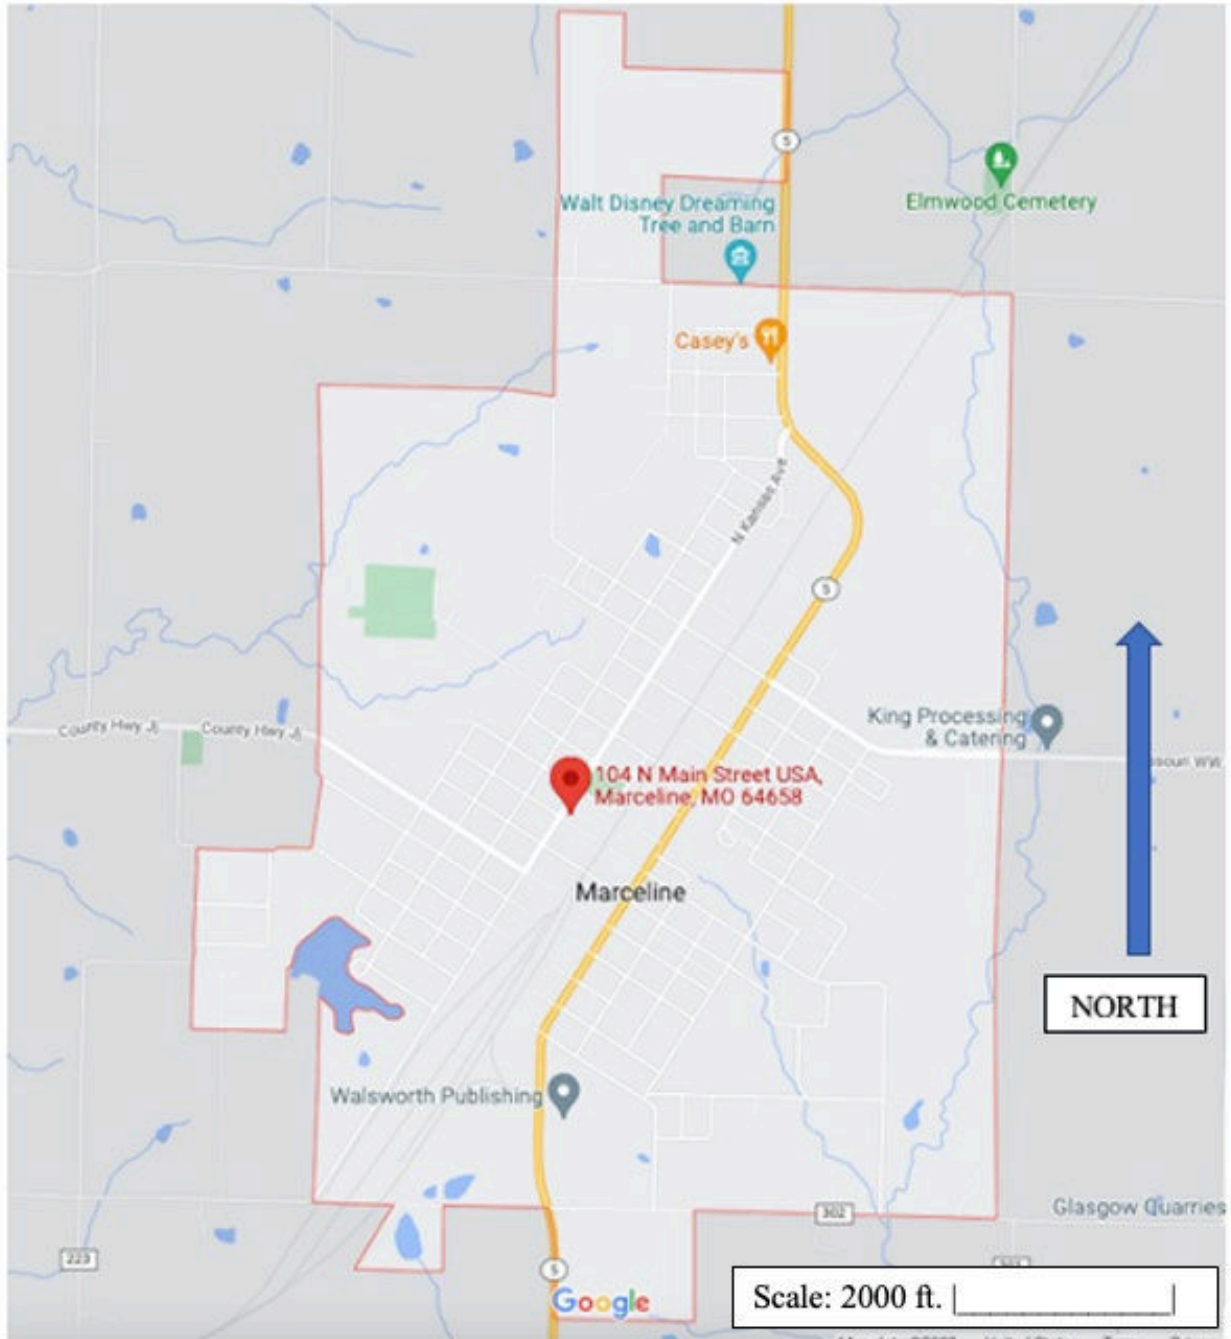 5
Walt Disney Dreaming
Tree and Barn
Elmwood Cemetery
Casey's
N Kansas Ave
5
County Hwy JJ
County Hwy JJ
King Processing
& Catering
WW
104 N Main Street USA,
Marceline, MO 64658
Marceline
NORTH
Walsworth Publishing
302
Glasgow Quarries
223
5
Google
Scale: 2000 ft.